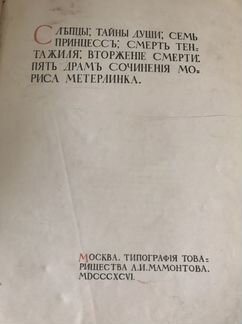 СЛѢПЦЫ; ТАЙНЫ ДУШИ; СЕМЬ
ПРИНЦЕССЪ; СМЕРТЬ ТЕН-
ТАЖИЛЯ; ВТОРЖЕНІЕ СМЕРТИ.
ПЯТЬ ДРАМЪ СОЧИНЕНІЯ МО-
РИСА МЕТЕРЛИНКА.
МОСКВА. ТИПОГРАФІЯ ТОВА-
РИЩЕСТВА А.И.МАМОНТОВА.
MDCCCXCVI.